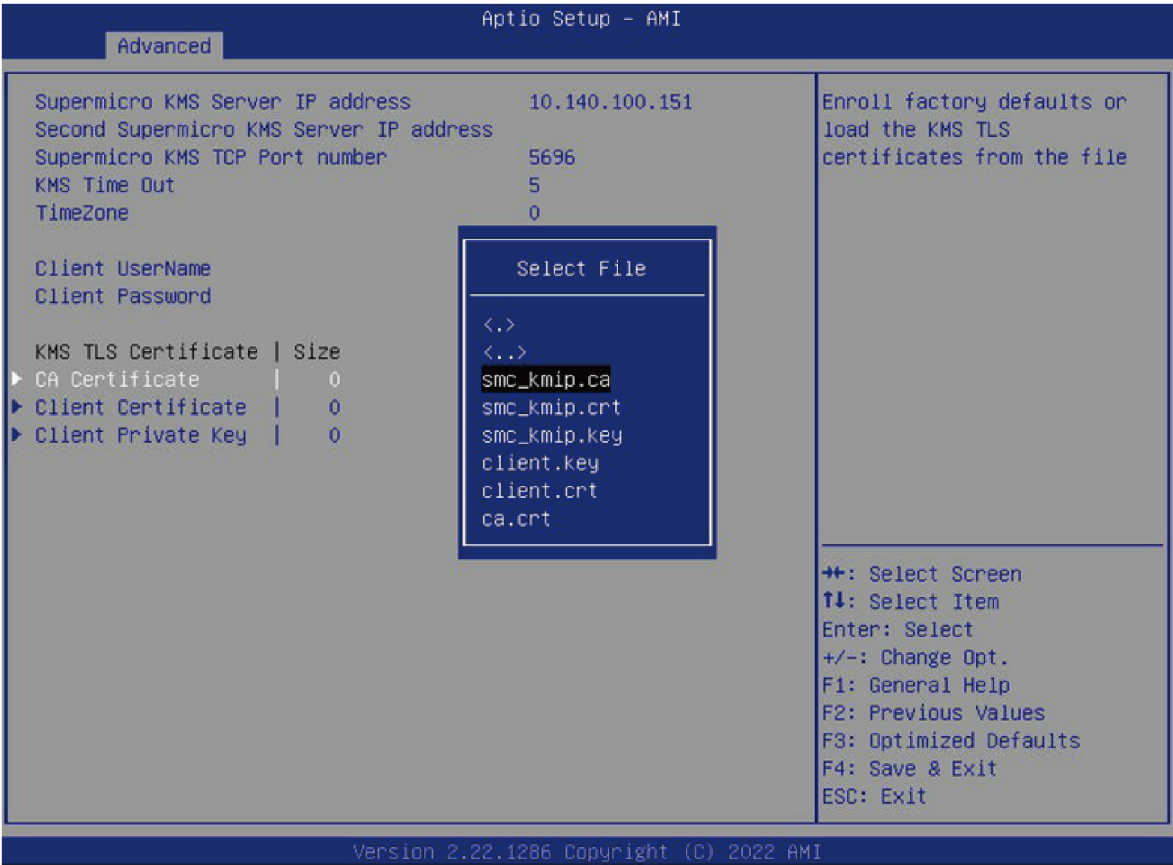 Aptio Setup - AMI
Advanced
Supermicro KMS Server IP address 10.140.100.151
Second Supermicro KMS Server IP address
Supermicro KMS TCP Port number 5696
KMS Time Out 5
TimeZone 0
Client UserName
Client Password
KMS TLS Certificate | Size
CA Certificate | 0
Client Certificate | 0
Client Private Key | 0
Select File
<.>
<..>
smc_kmip.ca
smc_kmip.crt
smc_kmip.key
client.key
client.crt
ca.crt
Enroll factory defaults or
load the KMS TLS
certificates from the file
→←: Select Screen
↑↓: Select Item
Enter: Select
+/-: Change Opt.
F1: General Help
F2: Previous Values
F3: Optimized Defaults
F4: Save & Exit
ESC: Exit
Version 2.22.1286 Copyright (C) 2022 AMI